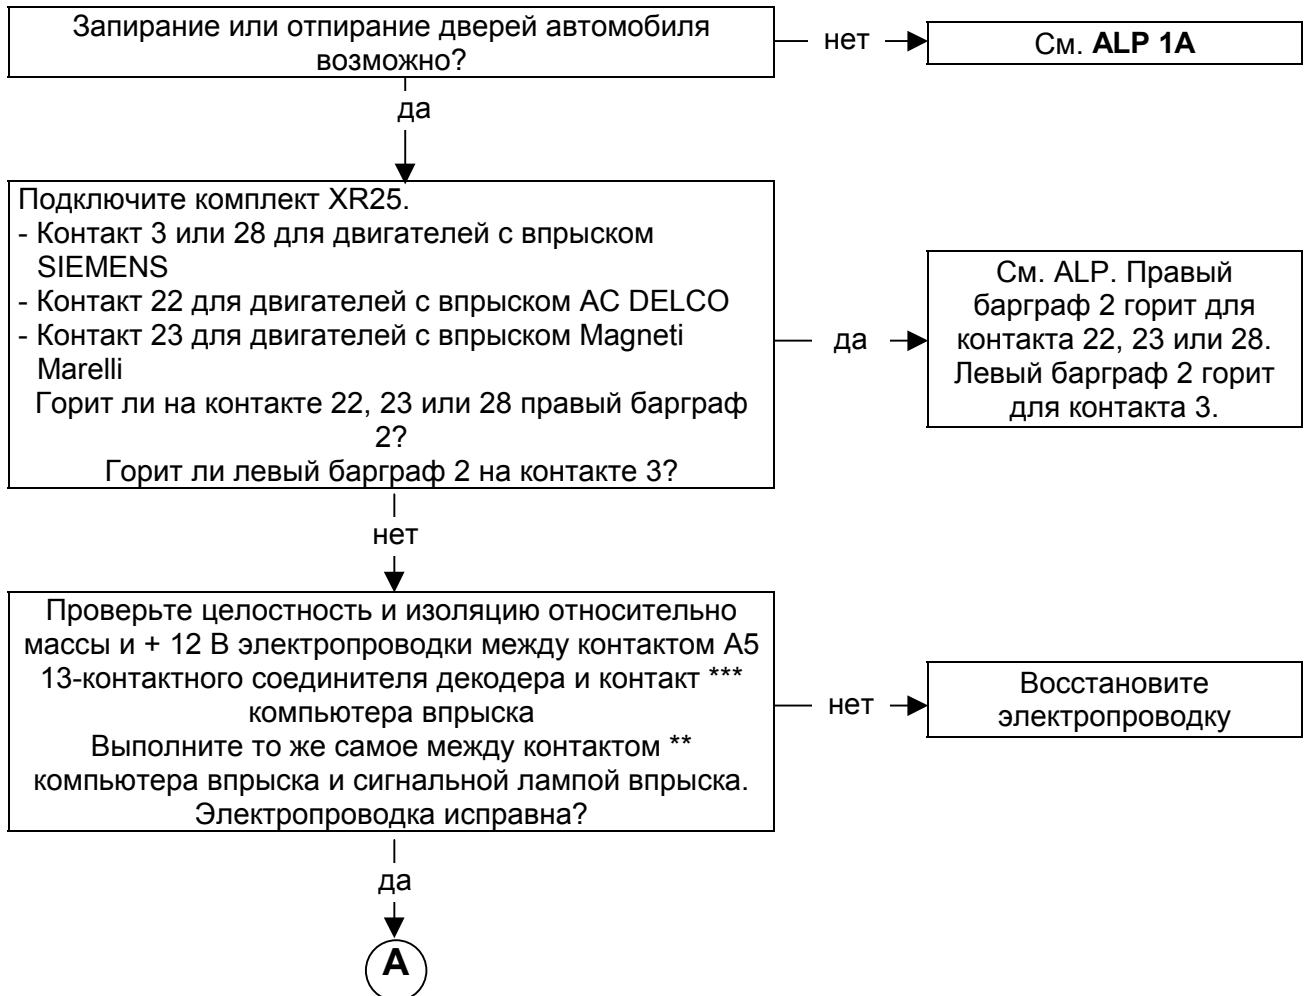 Запирание или отпирание дверей автомобиля
возможно?
нет
См. ALP 1A
да
Подключите комплект XR25.
- Контакт 3 или 28 для двигателей с впрыском
SIEMENS
- Контакт 22 для двигателей с впрыском AC DELCO
- Контакт 23 для двигателей с впрыском Magneti
Marelli
Горит ли на контакте 22, 23 или 28 правый барграф
2?
Горит ли левый барграф 2 на контакте 3?
да
См. ALP. Правый
барграф 2 горит для
контакта 22, 23 или 28.
Левый барграф 2 горит
для контакта 3.
нет
Проверьте целостность и изоляцию относительно
массы и + 12 В электропроводки между контактом А5
13-контактного соединителя декодера и контакт ***
компьютера впрыска
Выполните то же самое между контактом **
компьютера впрыска и сигнальной лампой впрыска.
Электропроводка исправна?
нет
Восстановите
электропроводку
да
А